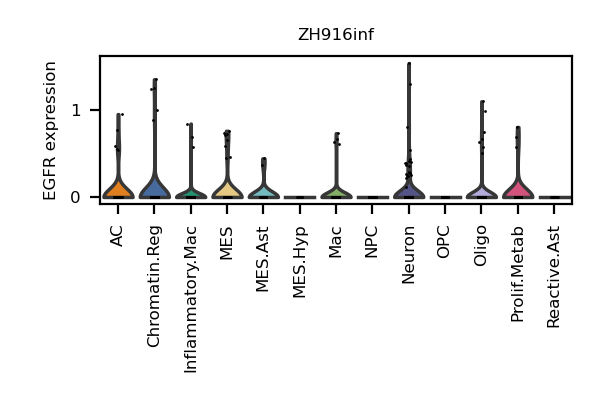 ZH916inf
EGFR expression
1
0
AC
Chromatin.Reg
Inflammatory.Mac
MES
MES.Ast
MES.Hyp
Mac
NPC
Neuron
OPC
Oligo
Prolif.Metab
Reactive.Ast